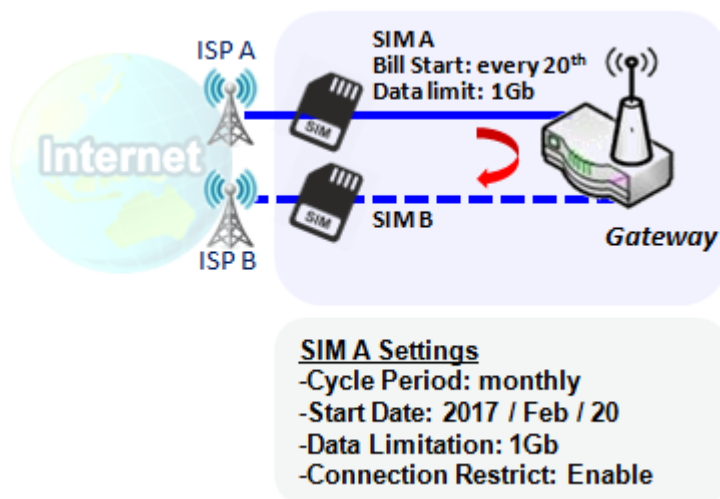 ISP A
SIM A
Bill Start: every 20th
Data limit: 1Gb
SIM
Internet
SIM
SIM B
Gateway
ISP B
SIM A Settings
-Cycle Period: monthly
-Start Date: 2017 / Feb / 20
-Data Limitation: 1Gb
-Connection Restrict: Enable